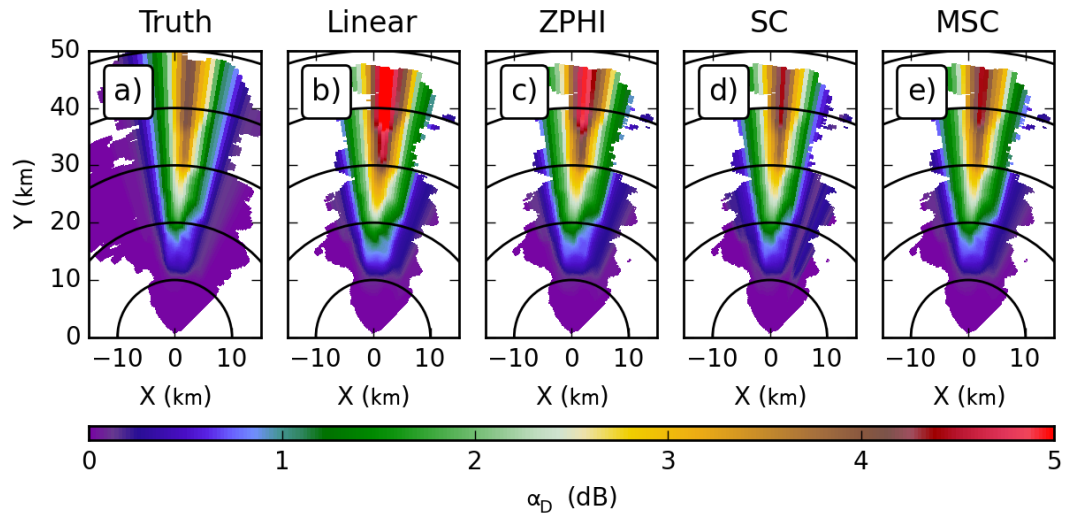 Truth Linear ZPHI SC MSC
50
a) b) c) d) e)
40
30
Y (km)
20
10
0
−10 0 10 −10 0 10 −10 0 10 −10 0 10 −10 0 10
X (km) X (km) X (km) X (km) X (km)
0 1 2 3 4 5
α_D (dB)